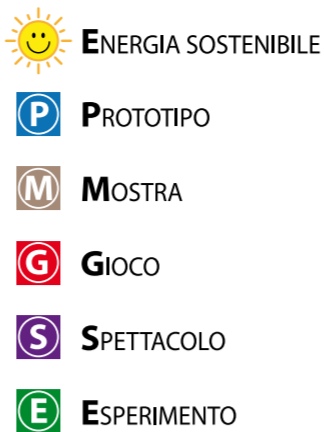 ENERGIA SOSTENIBILE
P PROTOTIPO
M MOSTRA
G GIOCO
S SPETTACOLO
E ESPERIMENTO